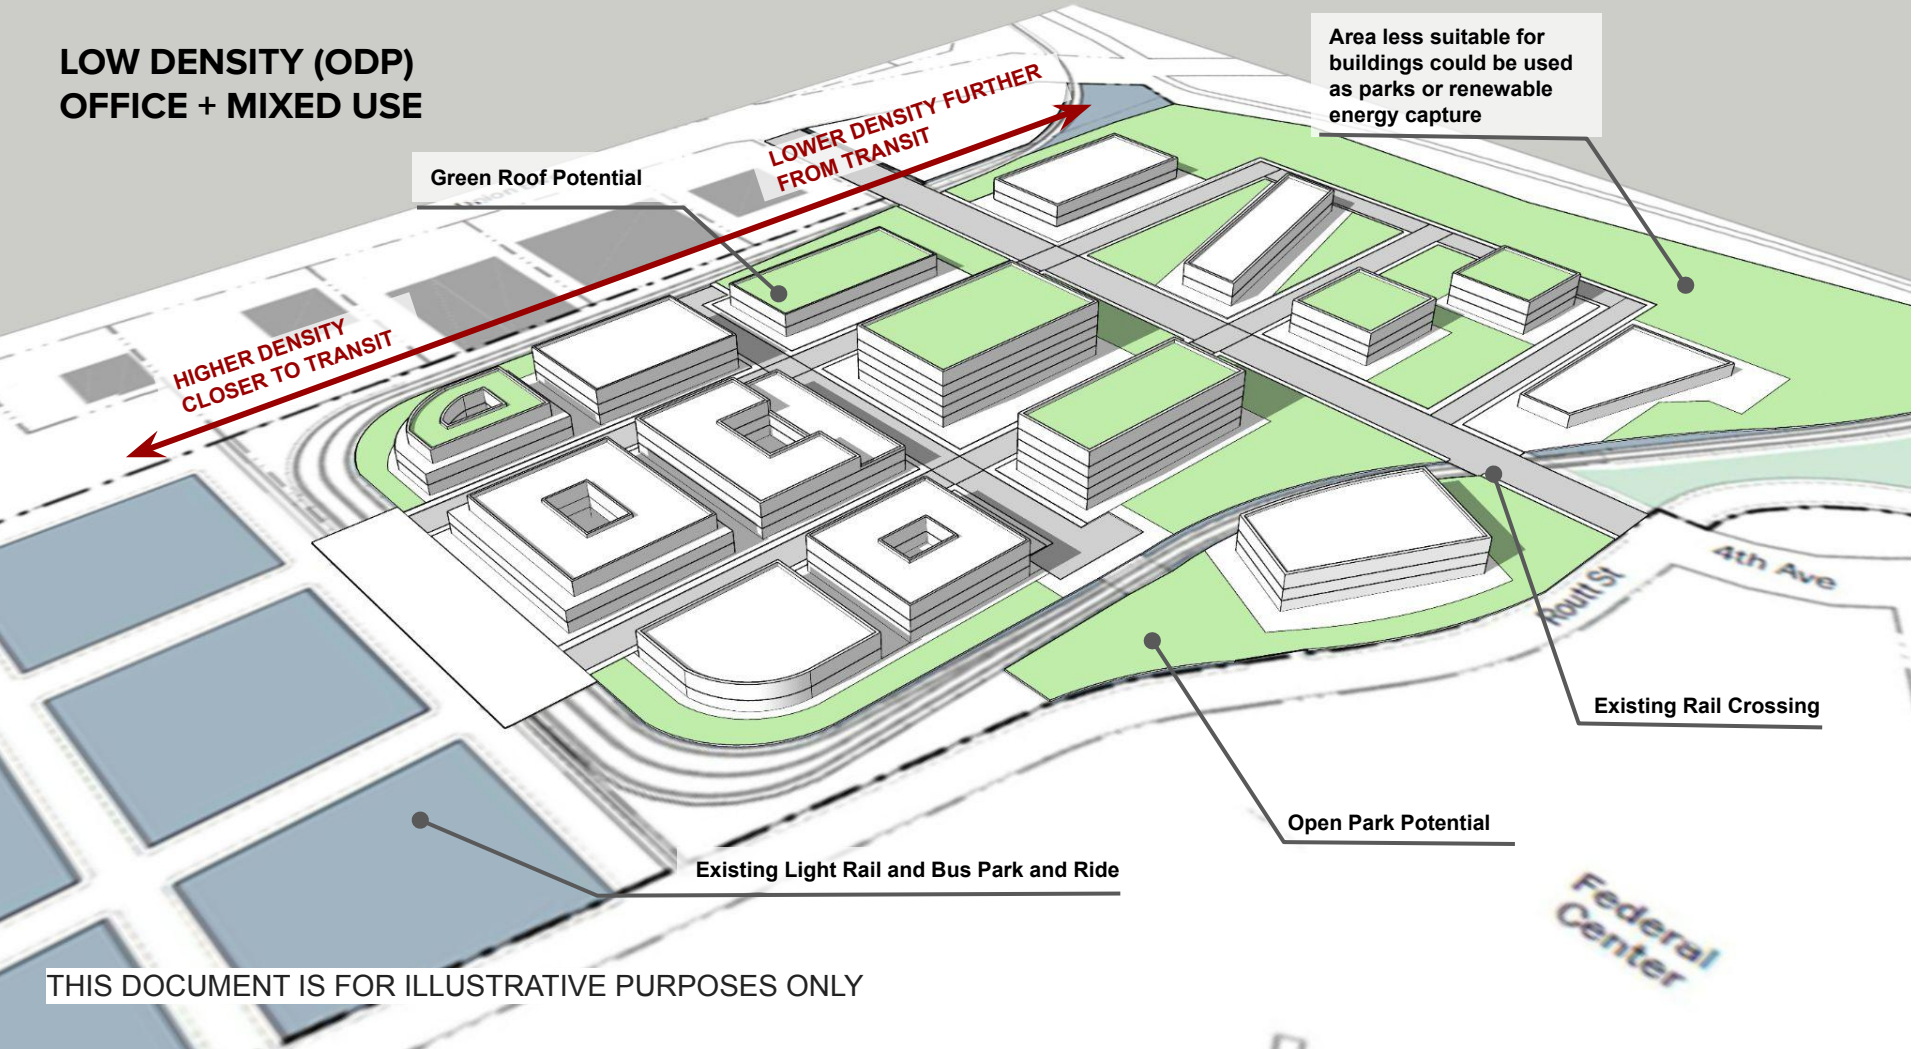 LOW DENSITY (ODP)
OFFICE + MIXED USE
Area less suitable for
buildings could be used
as parks or renewable
energy capture
LOWER DENSITY FURTHER
FROM TRANSIT
Green Roof Potential
HIGHER DENSITY
CLOSER TO TRANSIT
4th Ave
Routt St
Existing Rail Crossing
Open Park Potential
Existing Light Rail and Bus Park and Ride
Federal
Center
THIS DOCUMENT IS FOR ILLUSTRATIVE PURPOSES ONLY